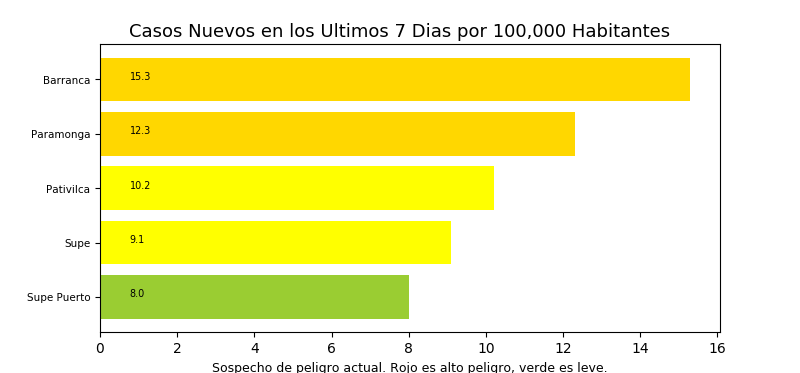 Casos Nuevos en los Ultimos 7 Dias por 100,000 Habitantes
Barranca 15.3
Paramonga 12.3
Pativilca 10.2
Supe 9.1
Supe Puerto 8.0
0 2 4 6 8 10 12 14 16
Sospecho de peligro actual. Rojo es alto peligro, verde es leve.